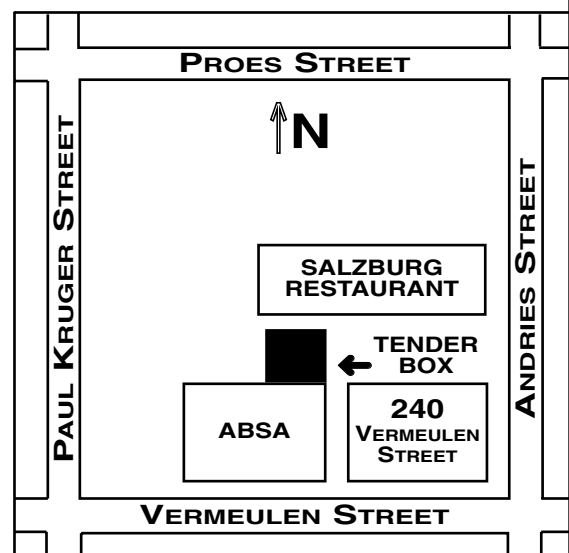 PROES STREET
N
PAUL KRUGER STREET
ANDRIES STREET
SALZBURG
RESTAURANT
TENDER
BOX
ABSA
240
VERMEULEN
STREET
VERMEULEN STREET